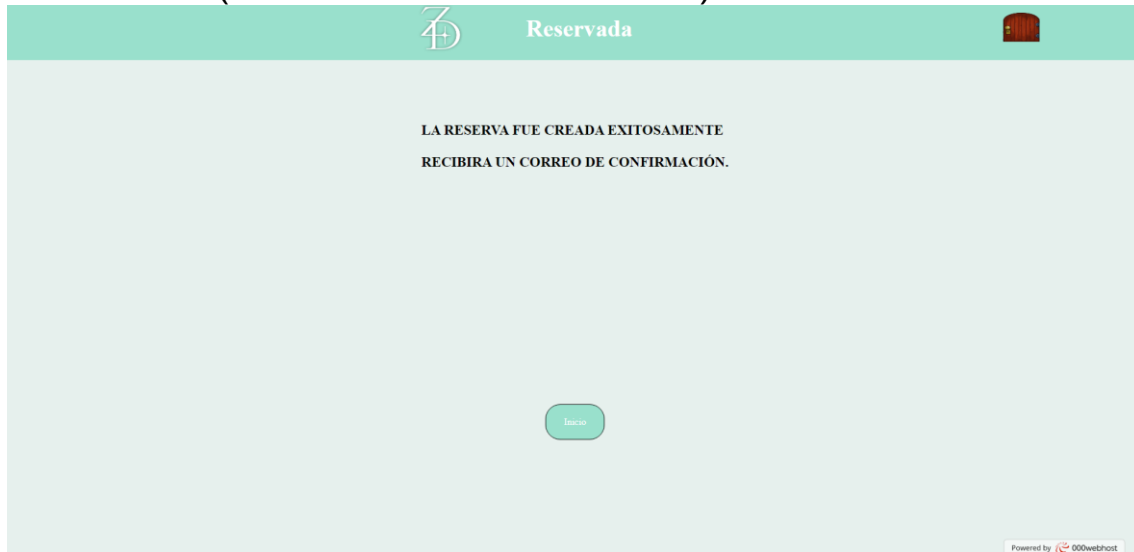 Reservada
LA RESERVA FUE CREADA EXITOSAMENTE
RECIBIRA UN CORREO DE CONFIRMACIÓN.
Inicio
Powered by 000webhost